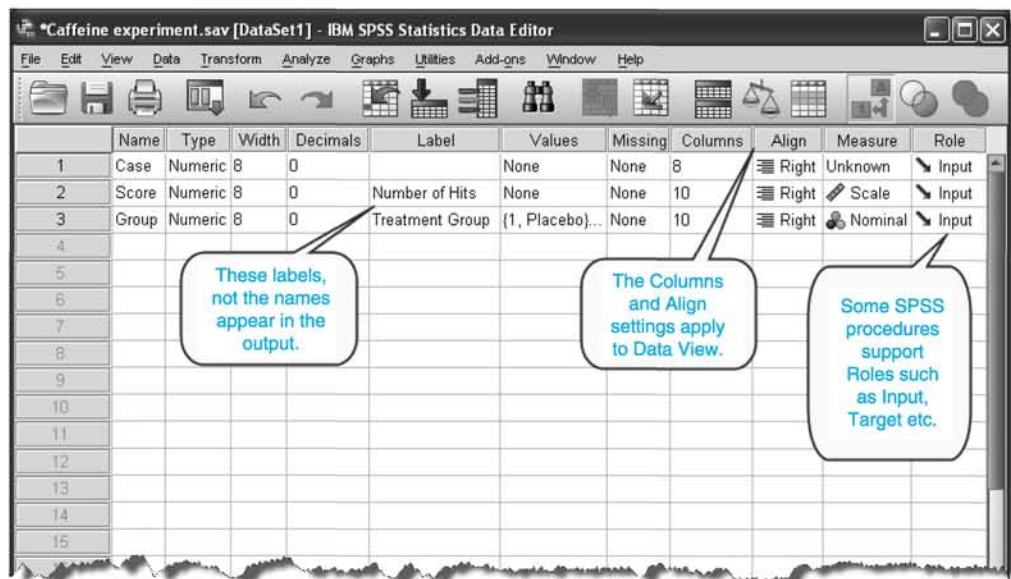 *Caffeine experiment.sav [DataSet1] - IBM SPSS Statistics Data Editor
File Edit View Data Transform Analyze Graphs Utilities Add-ons Window Help
Name Type Width Decimals Label Values Missing Columns Align Measure Role
1 Case Numeric 8 0 None None 8 Right Unknown Input
2 Score Numeric 8 0 Number of Hits None None 10 Right Scale Input
3 Group Numeric 8 0 Treatment Group {1, Placebo}... None 10 Right Nominal Input
4
5
6
7
8
9
10
11
12
13
14
15
These labels,
not the names
appear in the
output.
The Columns
and Align
settings apply
to Data View.
Some SPSS
procedures
support
Roles such
as Input,
Target etc.